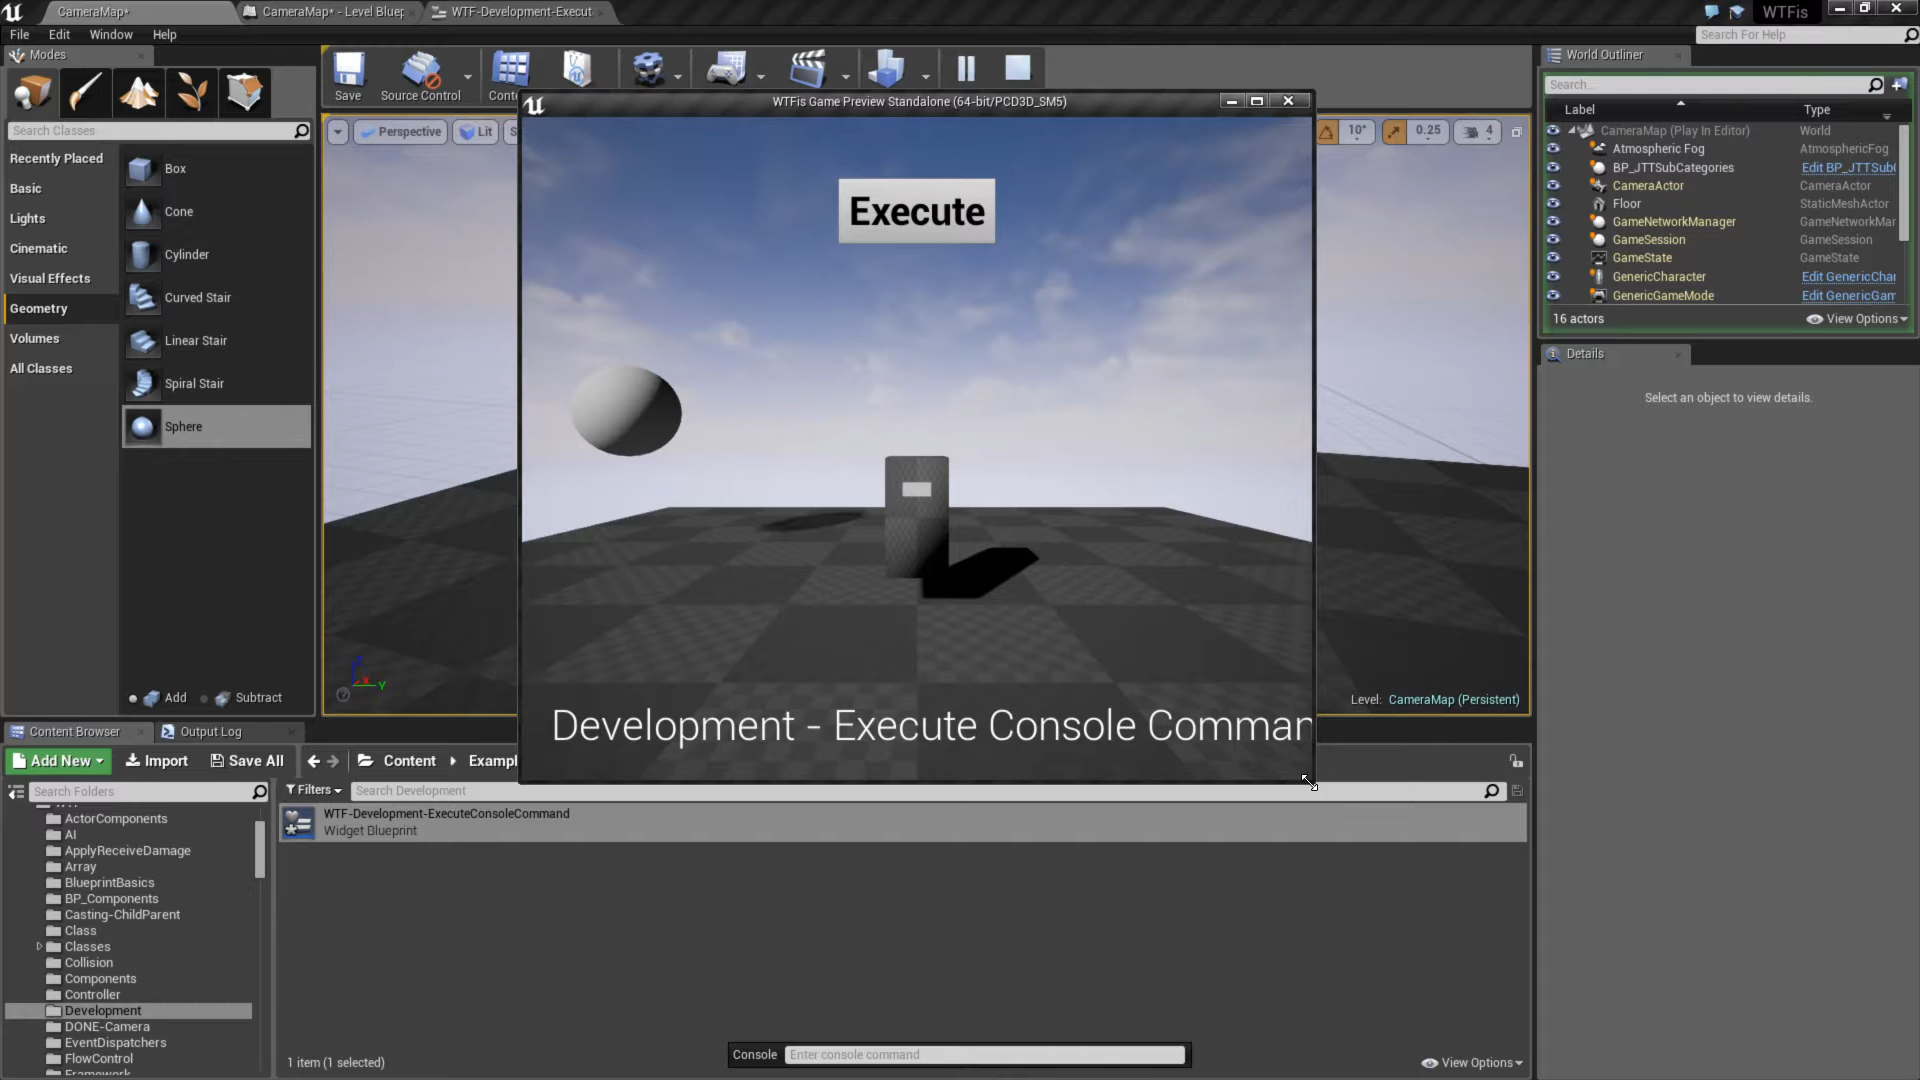 CameraMap*
CameraMap* - Level Bluep
WTF-Development-Execut
WTFis
File Edit Window Help
Search For Help
Modes
Save
Source Control
Conte
World Outliner
WTFis Game Preview Standalone (64-bit/PCD3D_SM5)
Search...
Search Classes
Perspective
Lit
S
10°
0.25
4
Label
Type
CameraMap (Play In Editor) World
Atmospheric Fog AtmosphericFog
BP_JTTSubCategories Edit BP_JTTSub
CameraActor CameraActor
Floor StaticMeshActor
GameNetworkManager GameNetworkMar
GameSession GameSession
GameState GameState
GenericCharacter Edit GenericChar
GenericGameMode Edit GenericGam
16 actors
View Options
Recently Placed
Basic
Lights
Cinematic
Visual Effects
Geometry
Volumes
All Classes
Box
Cone
Cylinder
Curved Stair
Linear Stair
Spiral Stair
Sphere
Add
Subtract
Execute
Details
Select an object to view details.
Z
X
Y
Development - Execute Console Comman
Level: CameraMap (Persistent)
Content Browser
Output Log
Add New
Import
Save All
Content
Exampl
Search Folders
Filters
Search Development
ActorComponents
AI
ApplyReceiveDamage
Array
BlueprintBasics
BP_Components
Casting-ChildParent
Class
Classes
Collision
Components
Controller
Development
DONE-Camera
EventDispatchers
FlowControl
Framework
WTF-Development-ExecuteConsoleCommand
Widget Blueprint
1 item (1 selected)
Console
Enter console command
View Options